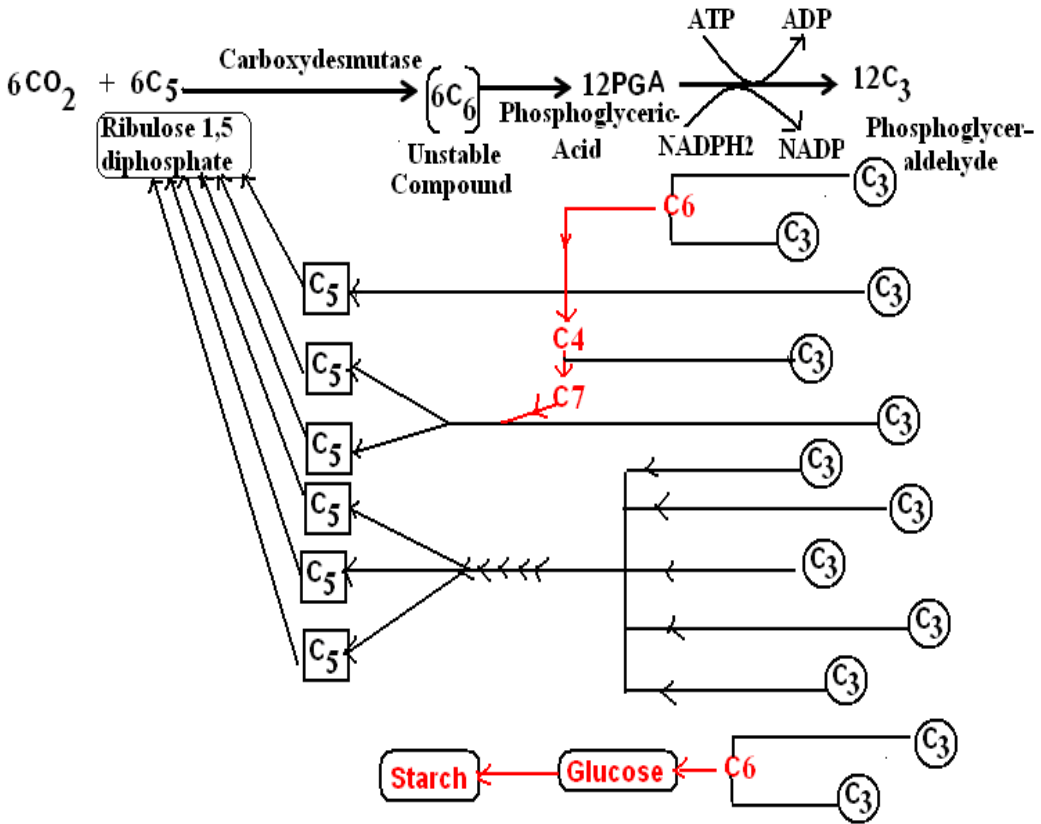 ATP ADP
Carboxydesmutase
6CO2 + 6C5 [6C6] 12PGA 12C3
Ribulose 1,5
diphosphate
Unstable
Compound
Phosphoglyceric-
Acid
NADPH2 NADP
Phosphoglycer-
aldehyde
C6 C3
C3
C5 C3
C4
C5 C3
C7
C5 C3
C3
C5 C3
C5 C3
C5 C3
C3
C3
Starch Glucose C6
C3